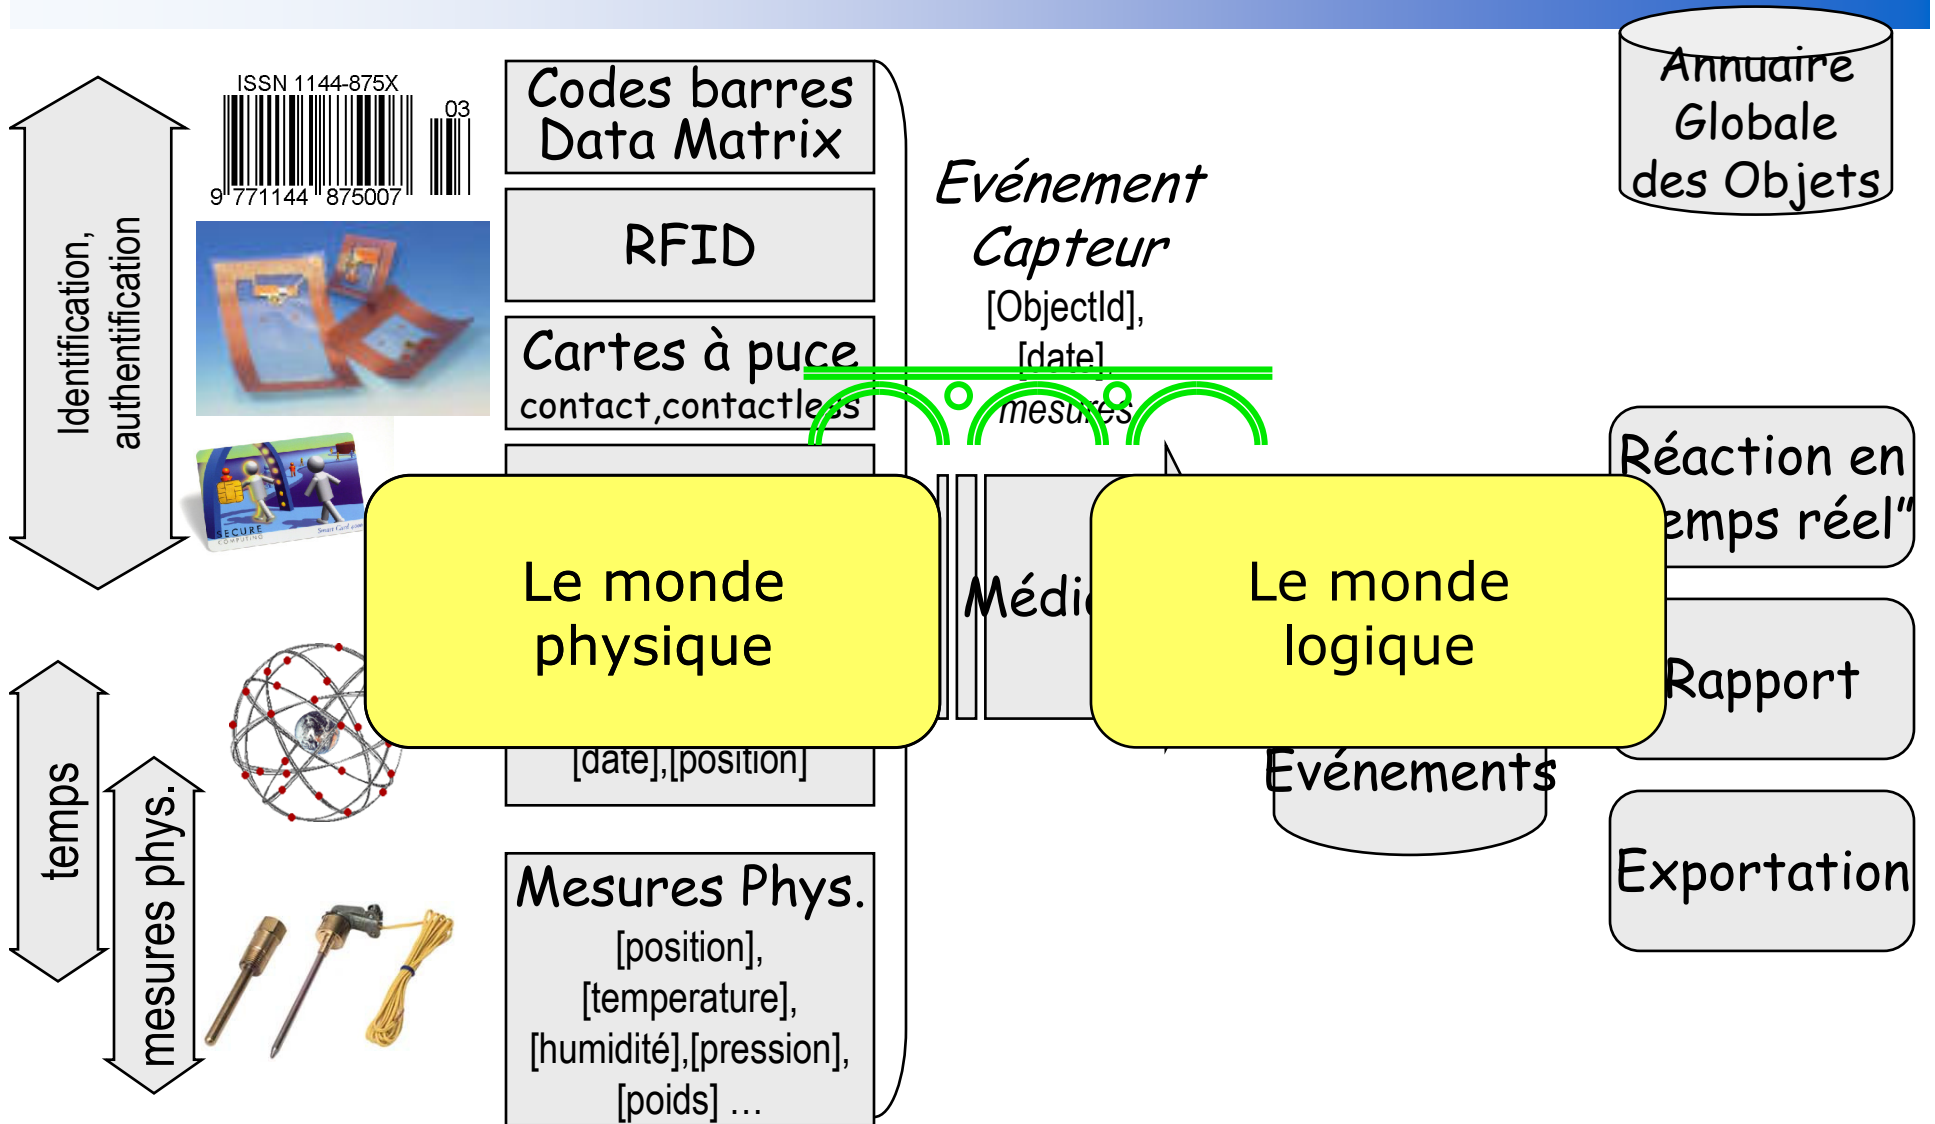 Annuaire
Globale
des Objets
ISSN 1144-875X
03
9 771144 875007
Codes barres
Data Matrix
RFID
Cartes à puce
contact,contactless
Identification,
authentification
Evénement
Capteur
[ObjectId],
[date],
mesures
SECURE
COMPUTING
Le monde
physique
Le monde
logique
Réaction en
emps réel”
Rapport
Exportation
[date],[position]
Evénements
temps
mesures phys.
Mesures Phys.
[position],
[temperature],
[humidité],[pression],
[poids] …